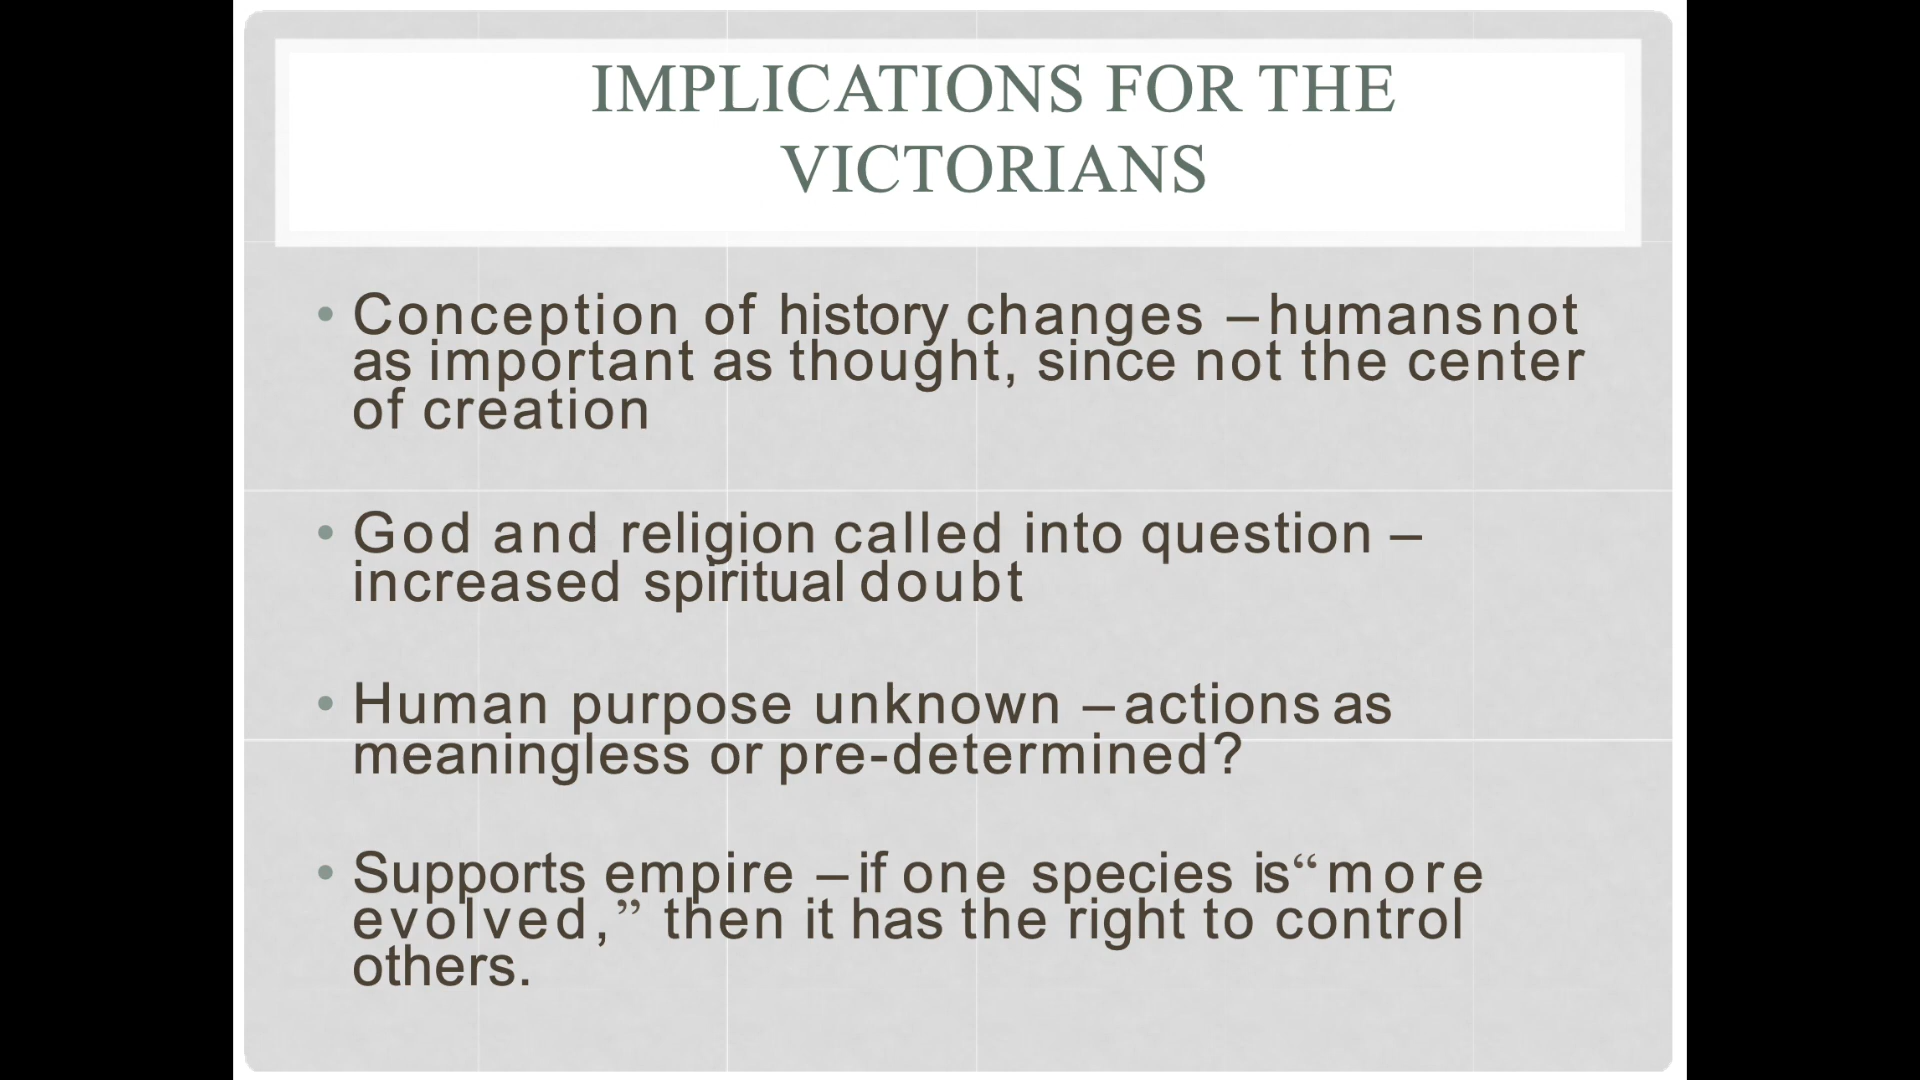 IMPLICATIONS FOR THE
VICTORIANS
• Conception of history changes – humans not
as important as thought, since not the center
of creation
• God and religion called into question –
increased spiritual doubt
• Human purpose unknown – actions as
meaningless or pre-determined?
• Supports empire – if one species is “more
evolved,” then it has the right to control
others.